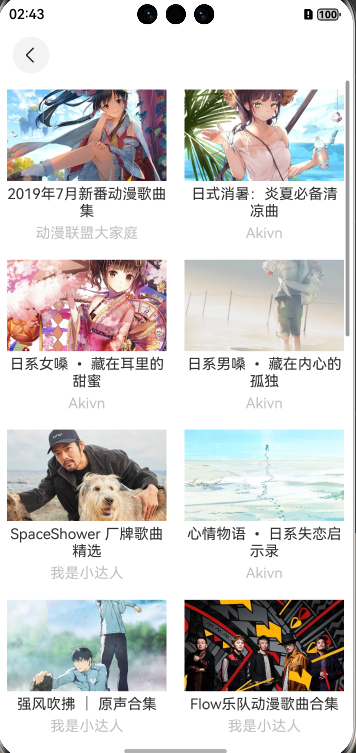 02:43
100
2019年7月新番动漫歌曲
集
动漫联盟大家庭
日式消暑：炎夏必备清
凉曲
Akivn
日系女嗓 • 藏在耳里的
甜蜜
Akivn
日系男嗓 • 藏在内心的
孤独
Akivn
SpaceShower 厂牌歌曲
精选
我是小达人
心情物语 • 日系失恋启
示录
Akivn
强风吹拂 ｜ 原声合集
我是小达人
Flow乐队动漫歌曲合集
我是小达人